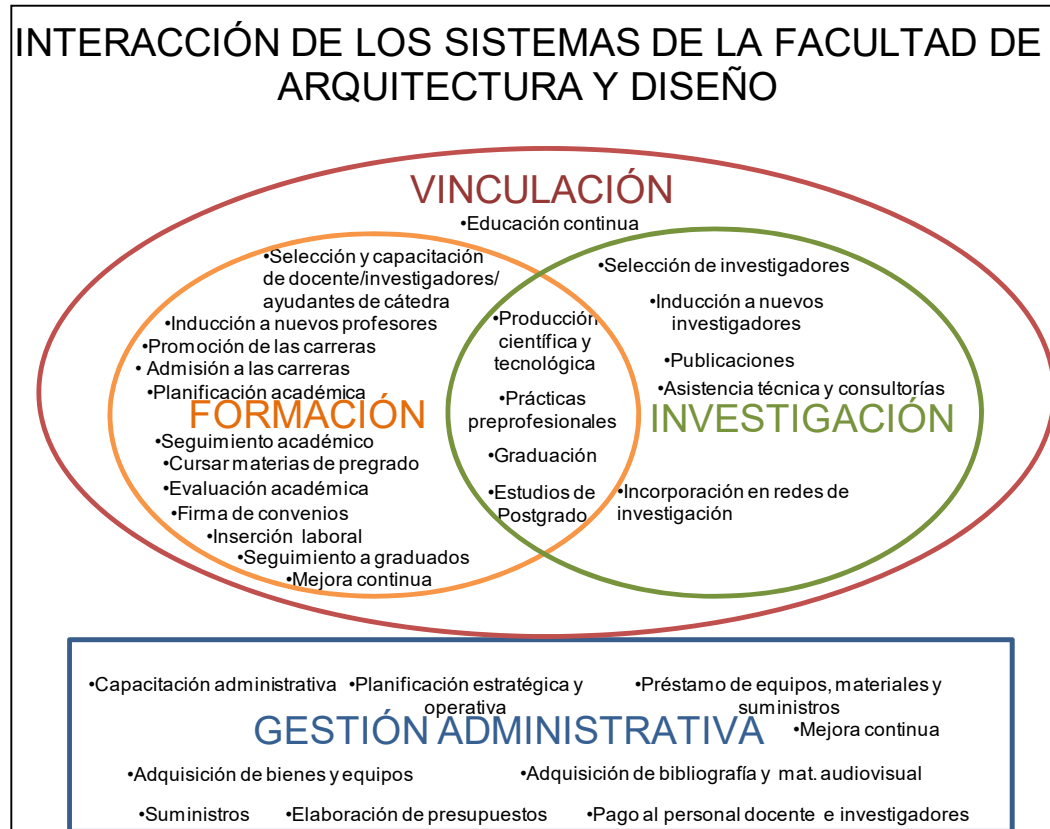 INTERACCIÓN DE LOS SISTEMAS DE LA FACULTAD DE
ARQUITECTURA Y DISEÑO
VINCULACIÓN
•Educación continua
•Selección y capacitación
de docente/investigadores/
ayudantes de cátedra
•Inducción a nuevos profesores
•Promoción de las carreras
• Admisión a las carreras
•Planificación académica
FORMACIÓN
•Seguimiento académico
•Cursar materias de pregrado
•Evaluación académica
•Firma de convenios
•Inserción laboral
•Seguimiento a graduados
•Mejora continua
•Producción
científica y
tecnológica
•Prácticas
preprofesionales
•Graduación
•Estudios de
Postgrado
•Selección de investigadores
•Inducción a nuevos
investigadores
•Publicaciones
•Asistencia técnica y consultorías
INVESTIGACIÓN
•Incorporación en redes de
investigación
•Capacitación administrativa
•Planificación estratégica y
operativa
•Préstamo de equipos, materiales y
suministros
GESTIÓN ADMINISTRATIVA
•Mejora continua
•Adquisición de bienes y equipos
•Adquisición de bibliografía y mat. audiovisual
•Suministros
•Elaboración de presupuestos
•Pago al personal docente e investigadores